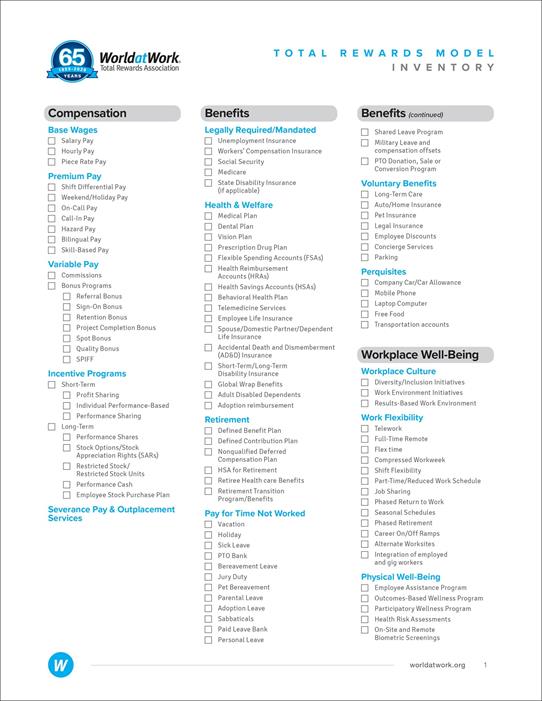 65
1955-2020
YEARS
WorldatWork
Total Rewards Association
TOTAL REWARDS MODEL
INVENTORY
Compensation
Base Wages
Salary Pay
Hourly Pay
Piece Rate Pay
Premium Pay
Shift Differential Pay
Weekend/Holiday Pay
On-Call Pay
Call-In Pay
Hazard Pay
Bilingual Pay
Skill-Based Pay
Variable Pay
Commissions
Bonus Programs
Referral Bonus
Sign-On Bonus
Retention Bonus
Project Completion Bonus
Spot Bonus
Quality Bonus
SPIFF
Incentive Programs
Short-Term
Profit Sharing
Individual Performance-Based
Performance Sharing
Long-Term
Performance Shares
Stock Options/Stock
Appreciation Rights (SARs)
Restricted Stock/
Restricted Stock Units
Performance Cash
Employee Stock Purchase Plan
Severance Pay & Outplacement
Services
Benefits
Legally Required/Mandated
Unemployment Insurance
Workers' Compensation Insurance
Social Security
Medicare
State Disability Insurance
(if applicable)
Health & Welfare
Medical Plan
Dental Plan
Vision Plan
Prescription Drug Plan
Flexible Spending Accounts (FSAs)
Health Reimbursement
Accounts (HRAs)
Health Savings Accounts (HSAs)
Behavioral Health Plan
Telemedicine Services
Employee Life Insurance
Spouse/Domestic Partner/Dependent
Life Insurance
Accidental Death and Dismemberment
(AD&D) Insurance
Short-Term/Long-Term
Disability Insurance
Global Wrap Benefits
Adult Disabled Dependents
Adoption reimbursement
Retirement
Defined Benefit Plan
Defined Contribution Plan
Nonqualified Deferred
Compensation Plan
HSA for Retirement
Retiree Health care Benefits
Retirement Transition
Program/Benefits
Pay for Time Not Worked
Vacation
Holiday
Sick Leave
PTO Bank
Bereavement Leave
Jury Duty
Pet Bereavement
Parental Leave
Adoption Leave
Sabbaticals
Paid Leave Bank
Personal Leave
Benefits (continued)
Shared Leave Program
Military Leave and
compensation offsets
PTO Donation, Sale or
Conversion Program
Voluntary Benefits
Long-Term Care
Auto/Home Insurance
Pet Insurance
Legal Insurance
Employee Discounts
Concierge Services
Parking
Perquisites
Company Car/Car Allowance
Mobile Phone
Laptop Computer
Free Food
Transportation accounts
Workplace Well-Being
Workplace Culture
Diversity/Inclusion Initiatives
Work Environment Initiatives
Results-Based Work Environment
Work Flexibility
Telework
Full-Time Remote
Flex time
Compressed Workweek
Shift Flexibility
Part-Time/Reduced Work Schedule
Job Sharing
Phased Return to Work
Seasonal Schedules
Phased Retirement
Career On/Off Ramps
Alternate Worksites
Integration of employed
and gig workers
Physical Well-Being
Employee Assistance Program
Outcomes-Based Wellness Program
Participatory Wellness Program
Health Risk Assessments
On-Site and Remote
Biometric Screenings
W
worldatwork.org 1